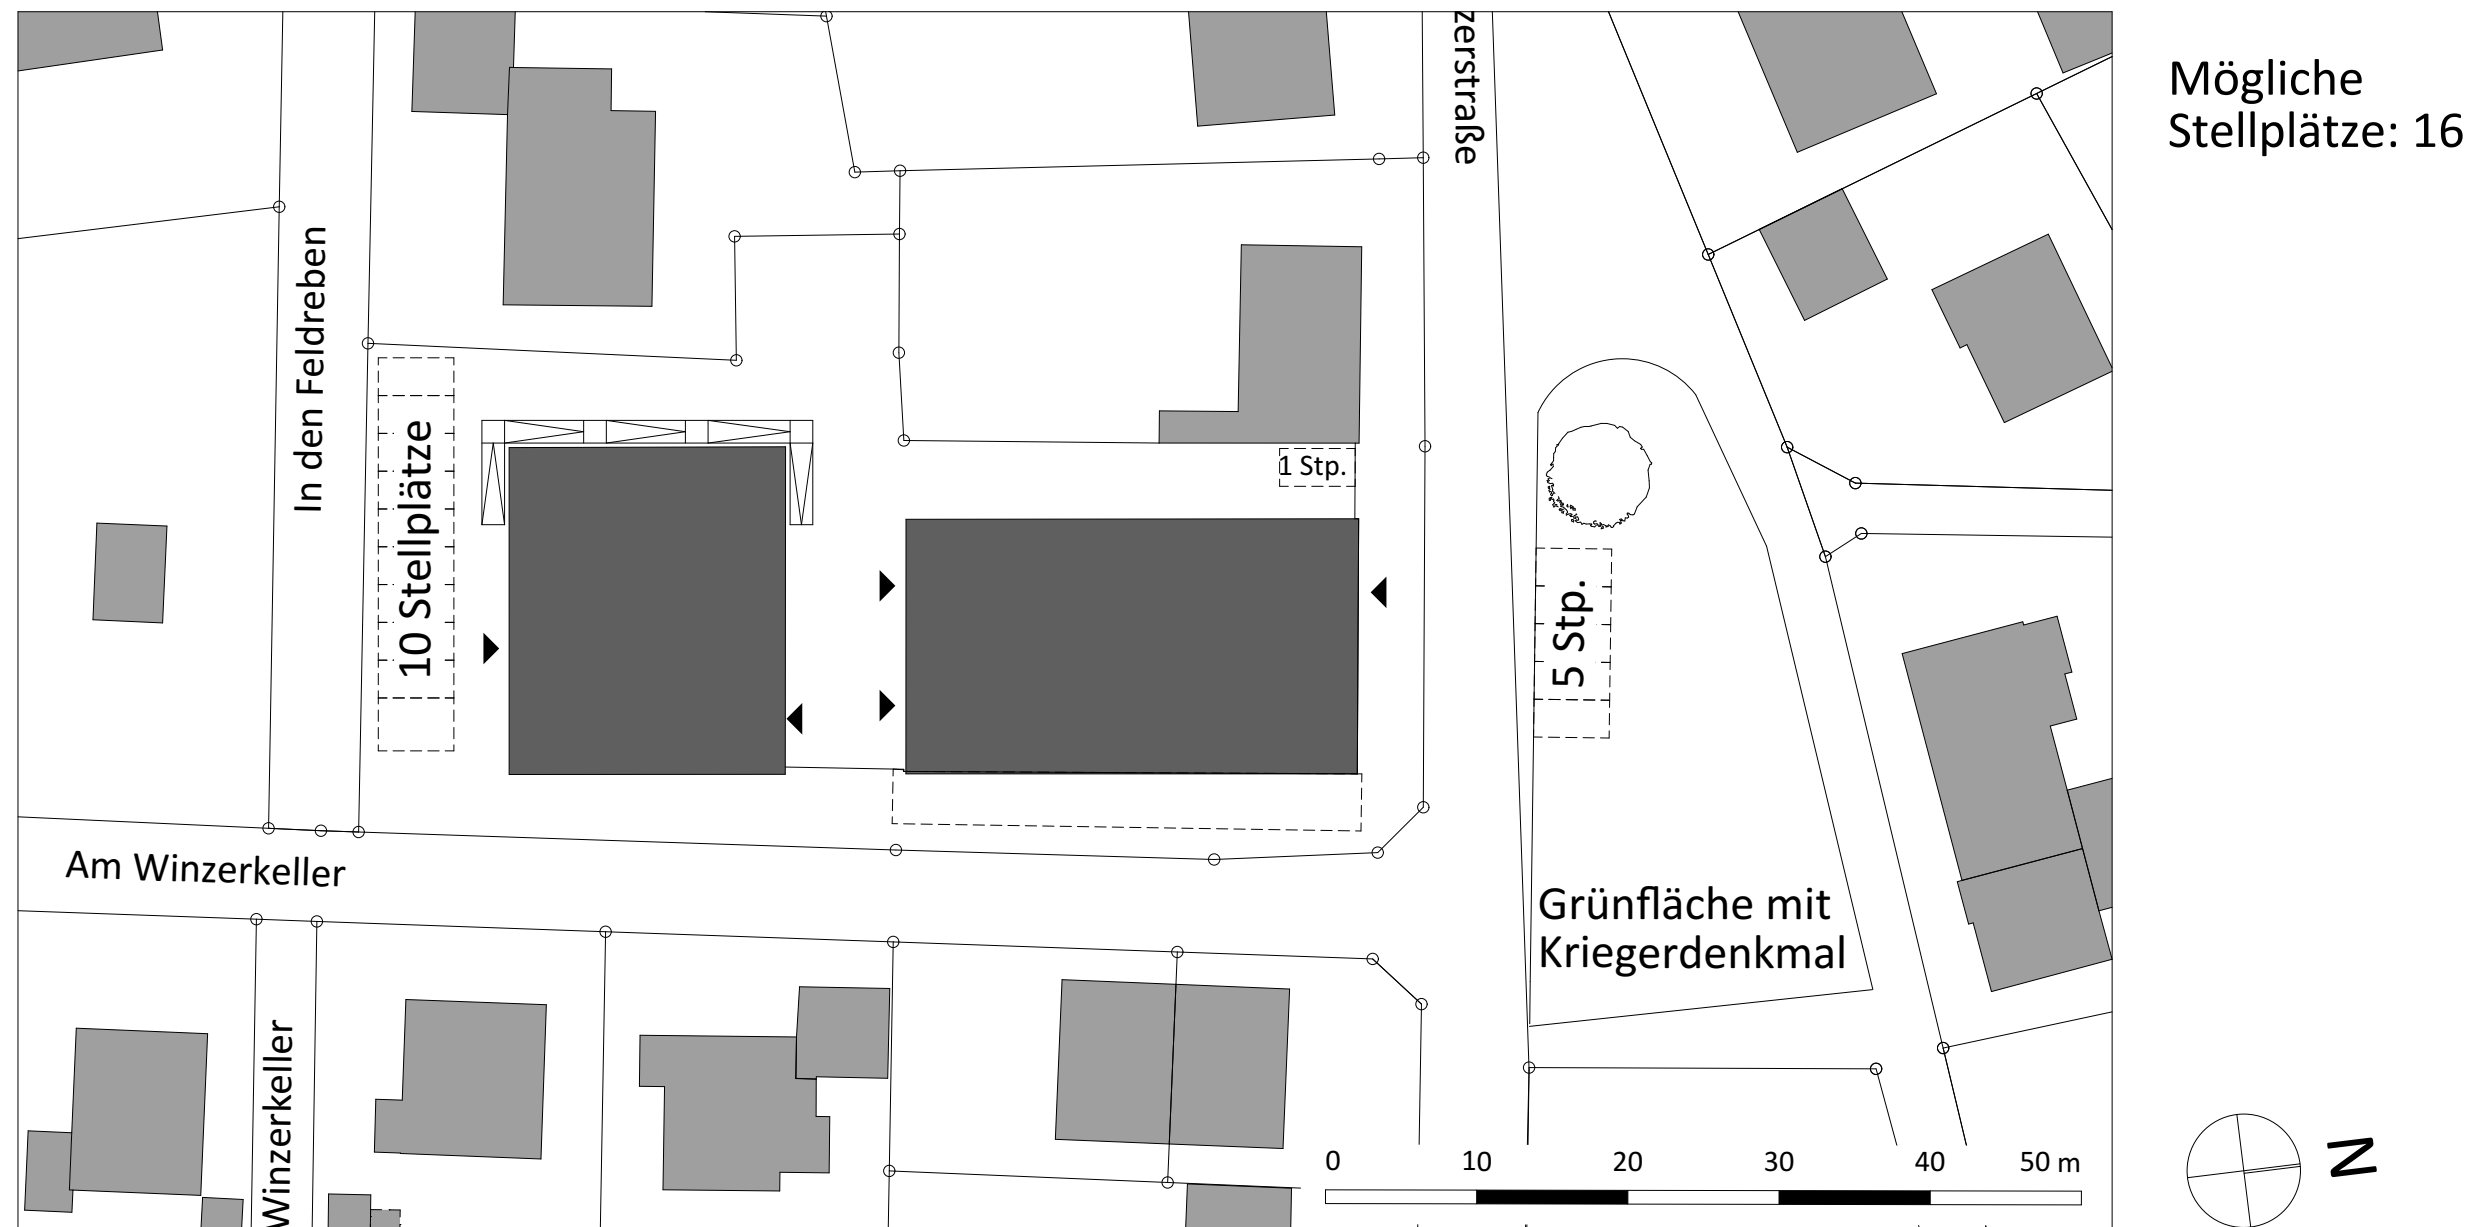 zerstraße
Mögliche
Stellplätze: 16
In den Feldreben
10 Stellplätze
1 Stp.
5 Stp.
Am Winzerkeller
Grünfläche mit
Kriegerdenkmal
Winzerkeller
0 10 20 30 40 50 m
N